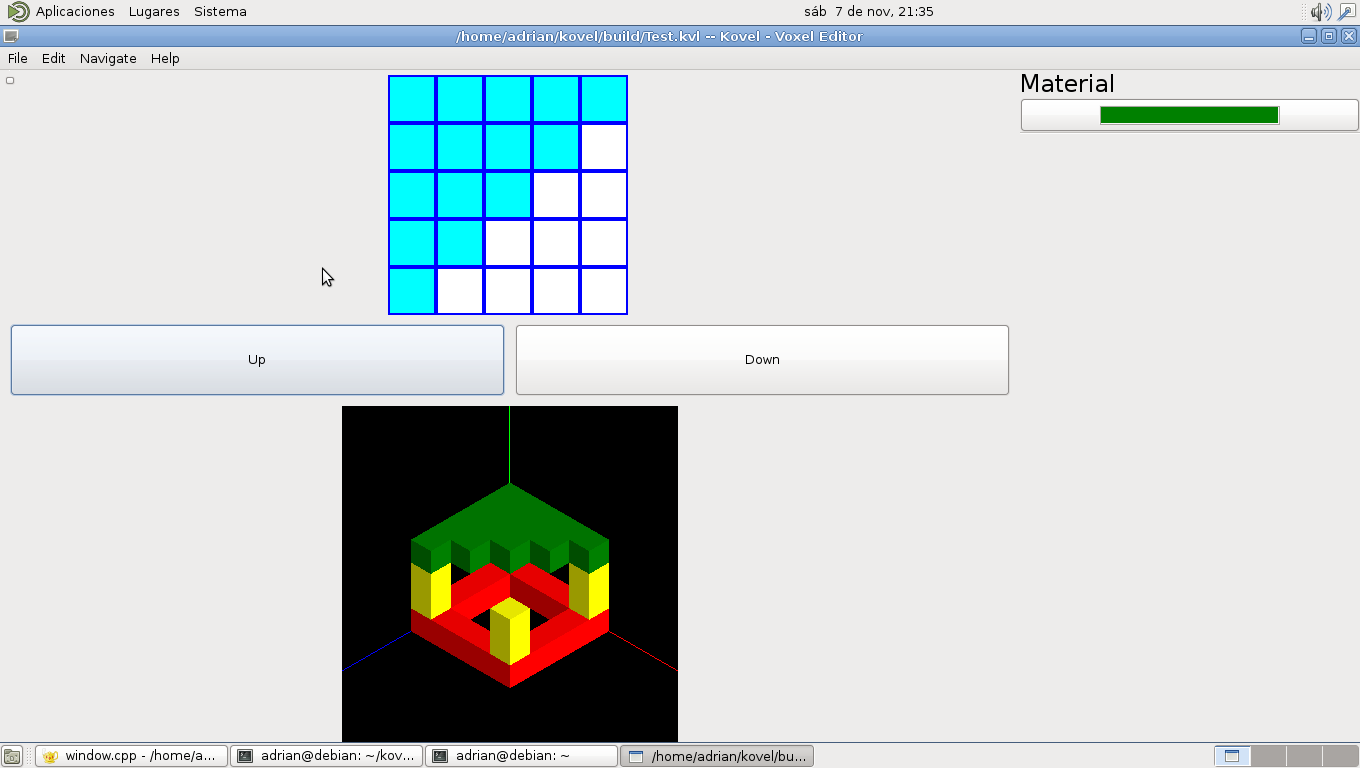 Aplicaciones Lugares Sistema sáb 7 de nov, 21:35
/home/adrian/kovel/build/Test.kvl -- Kovel - Voxel Editor
File Edit Navigate Help
Material
Up Down
window.cpp - /home/a... adrian@debian: ~/kov... adrian@debian: ~ /home/adrian/kovel/bu...